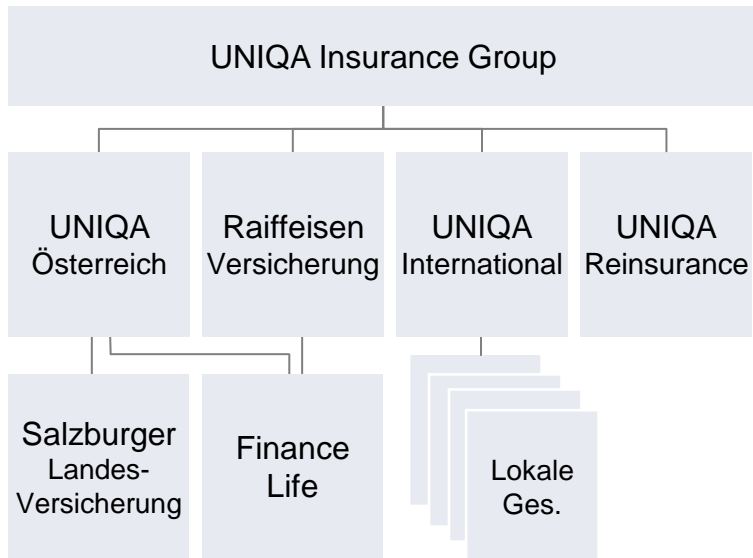 UNIQA Insurance Group
UNIQA
Österreich
Raiffeisen
Versicherung
UNIQA
International
UNIQA
Reinsurance
Salzburger
Landes-
Versicherung
Finance
Life
Lokale
Ges.